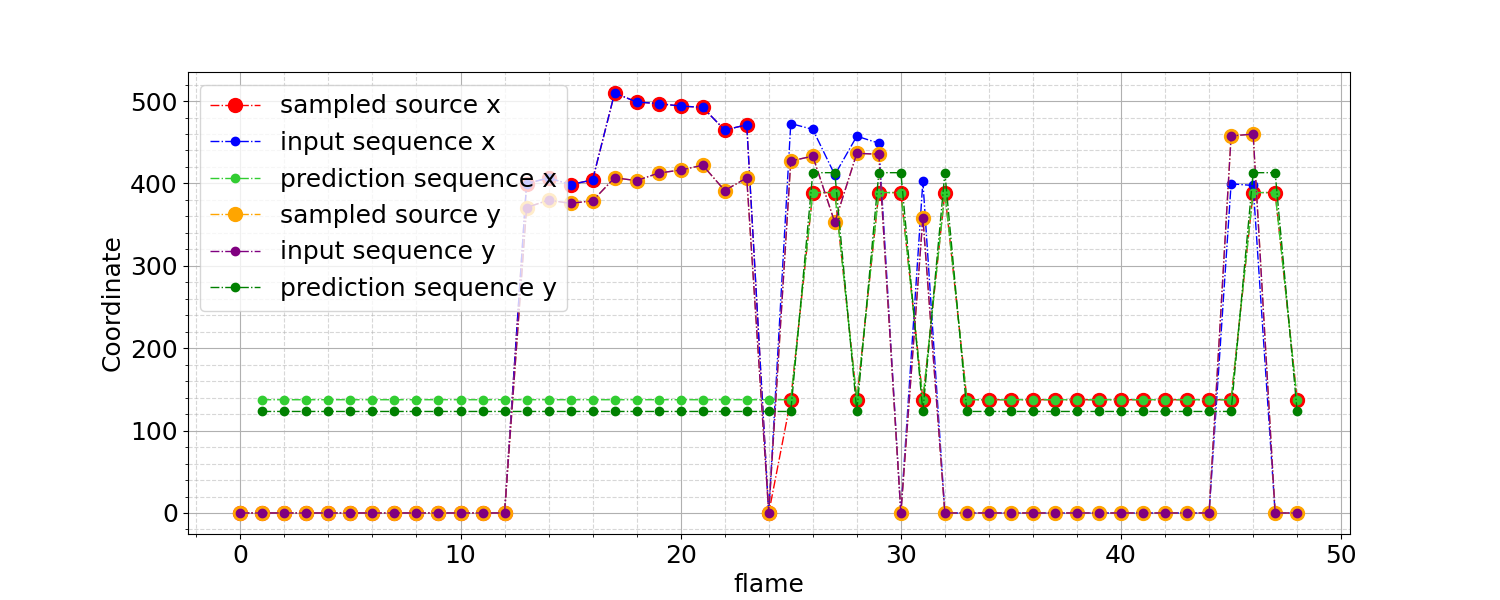 sampled source x
input sequence x
prediction sequence x
sampled source y
input sequence y
prediction sequence y
Coordinate
500
400
300
200
100
0
0 10 20 30 40 50
flame